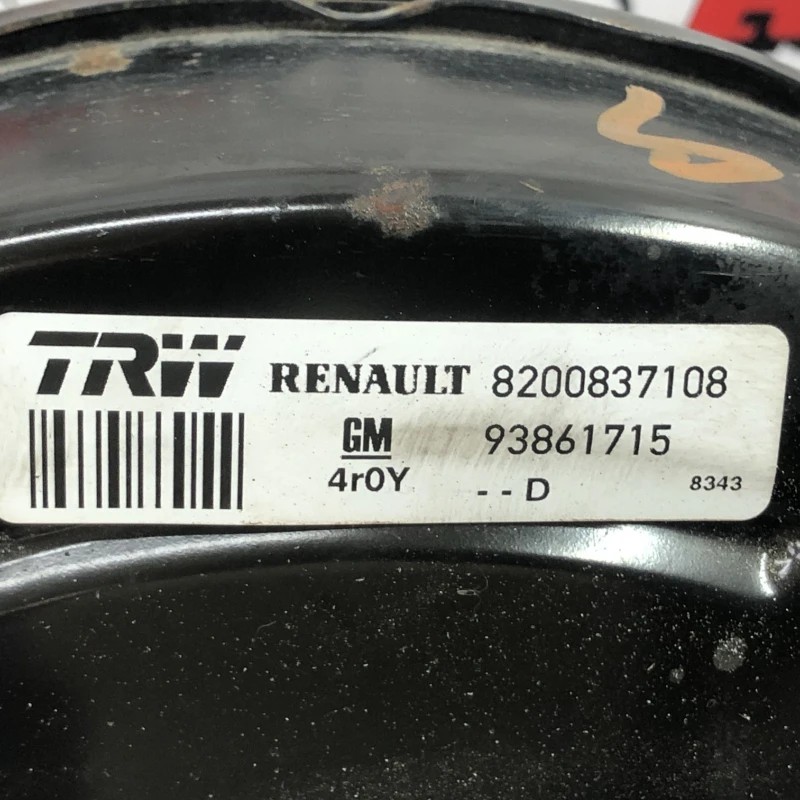 TRW RENAULT 8200837108
GM 93861715
4r0Y --D 8343